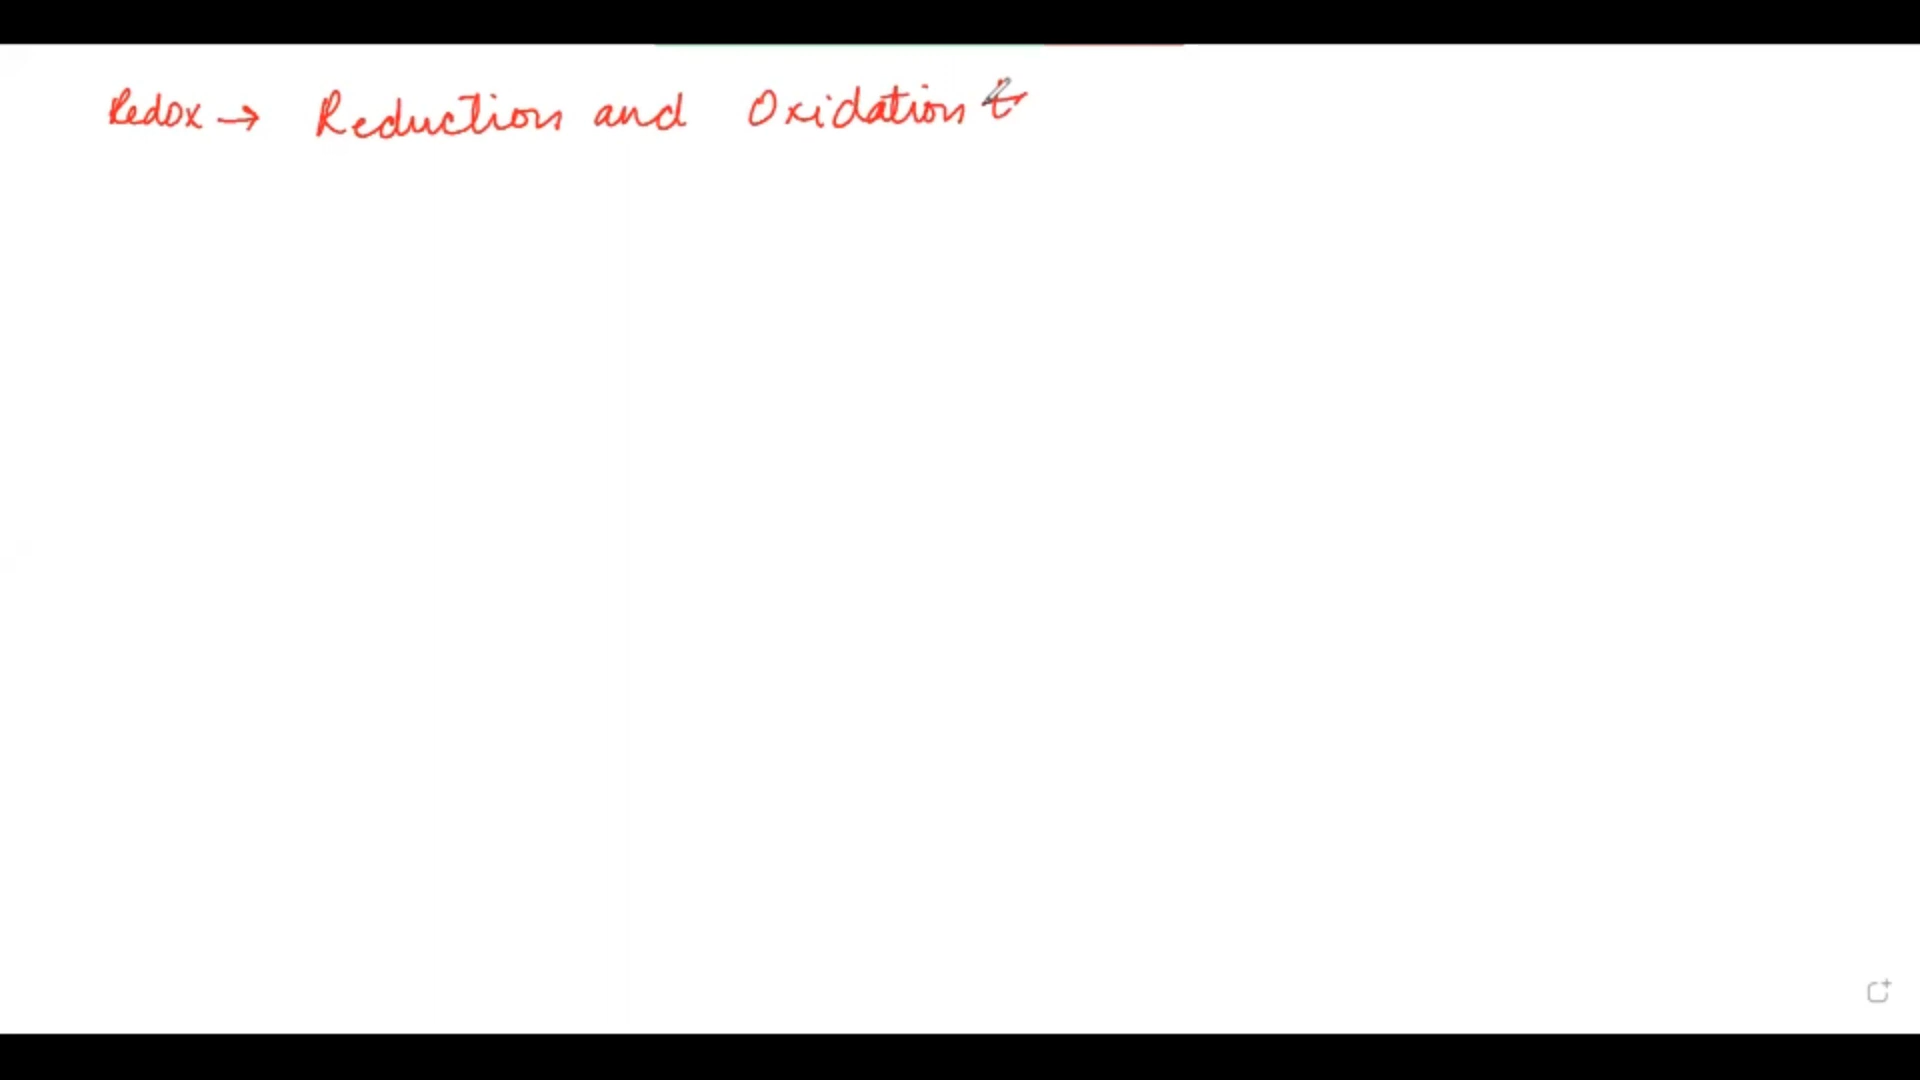 Redox → Reduction and Oxidation t